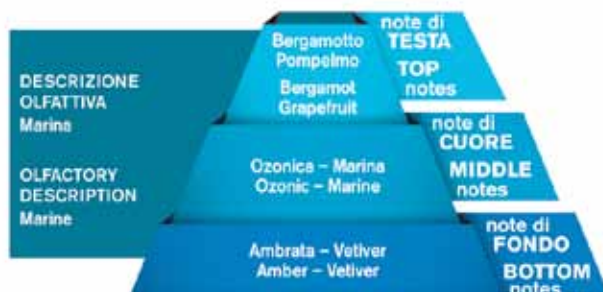 DESCRIZIONE
OLFATTIVA
Marina
OLFACTORY
DESCRIPTION
Marine
Bergamotto
Pompelmo
Bergamot
Grapefruit
note di
TESTA
TOP
notes
Ozonica – Marina
Ozonic – Marine
note di
CUORE
MIDDLE
notes
Ambrata – Vetiver
Amber – Vetiver
note di
FONDO
BOTTOM
notes